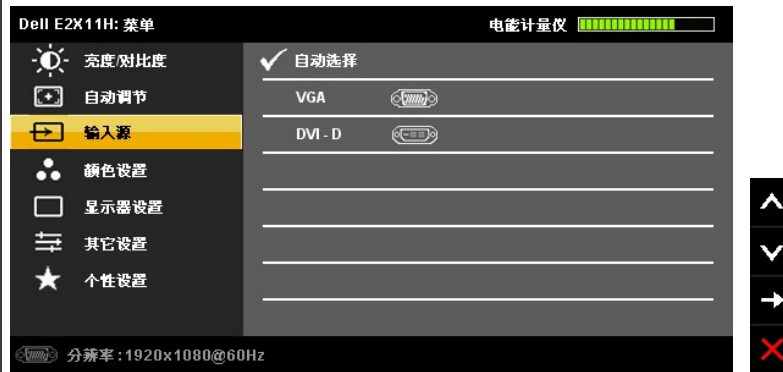 Dell E2X11H: 菜单
电能计量仪
亮度/对比度
自动选择
自动调节
VGA
输入源
DVI - D
颜色设置
显示器设置
其它设置
个性设置
分辨率:1920x1080@60Hz